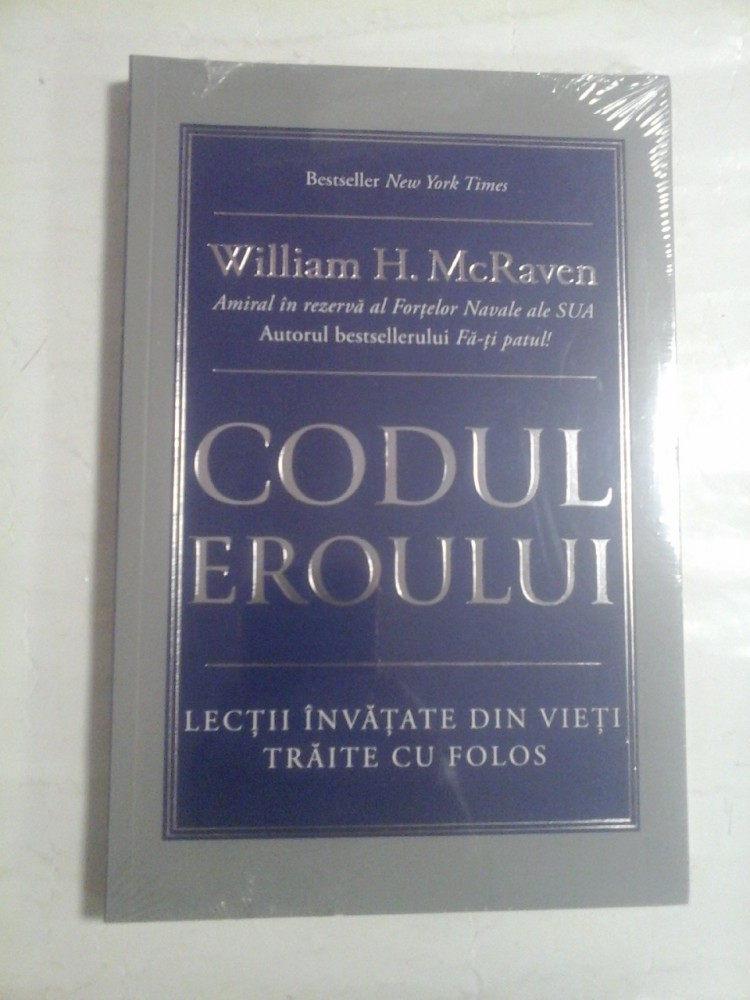 Bestseller New York Times
William H. McRaven
Amiral în rezervă al Forțelor Navale ale SUA
Autorul bestsellerului Fă-ți patul!
CODUL
EROULUI
LECȚII ÎNVĂȚATE DIN VIEȚI
TRĂITE CU FOLOS